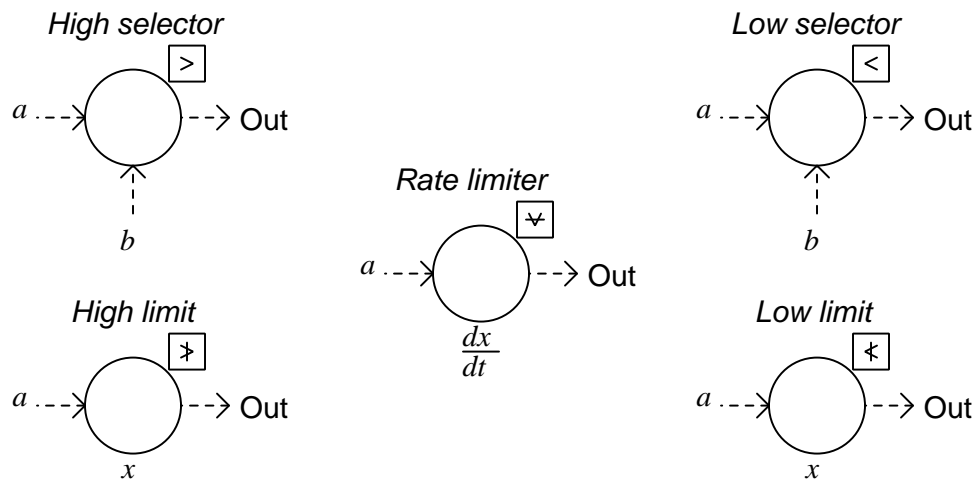 High selector
>
a
Out
b
Low selector
<
a
Out
b
Rate limiter
∀
a
Out
dx
dt
High limit
≯
a
Out
x
Low limit
≮
a
Out
x